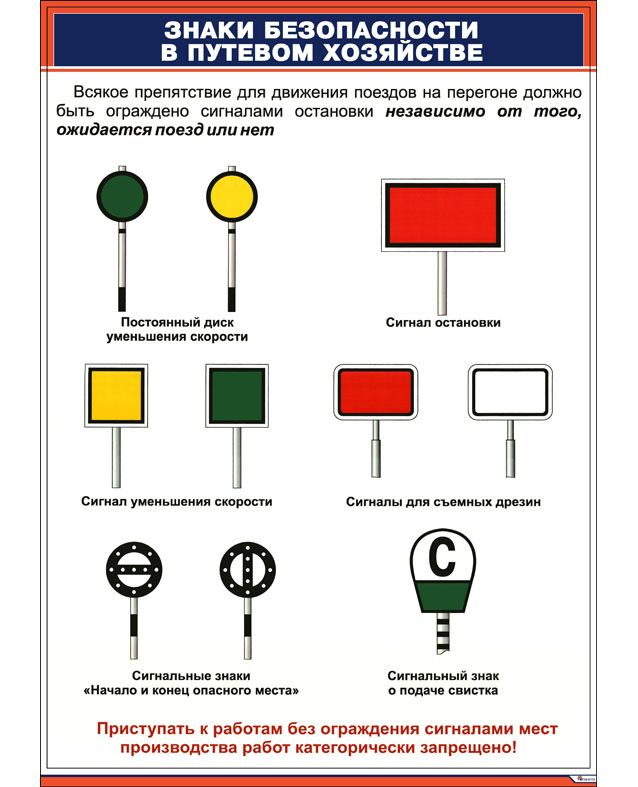 ЗНАКИ БЕЗОПАСНОСТИ
В ПУТЕВОМ ХОЗЯЙСТВЕ
Всякое препятствие для движения поездов на перегоне должно
быть ограждено сигналами остановки независимо от того,
ожидается поезд или нет
Постоянный диск
уменьшения скорости
Сигнал остановки
Сигнал уменьшения скорости
Сигналы для съемных дрезин
С
Сигнальные знаки
«Начало и конец опасного места»
Сигнальный знак
о подаче свистка
Приступать к работам без ограждения сигналами мест
производства работ категорически запрещено!